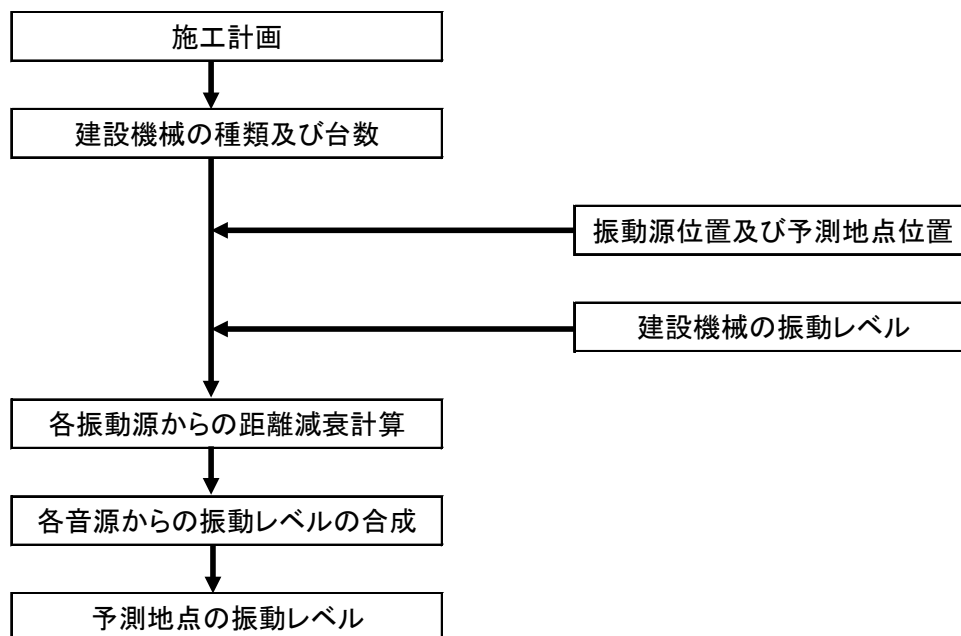 施工計画
建設機械の種類及び台数
振動源位置及び予測地点位置
建設機械の振動レベル
各振動源からの距離減衰計算
各音源からの振動レベルの合成
予測地点の振動レベル